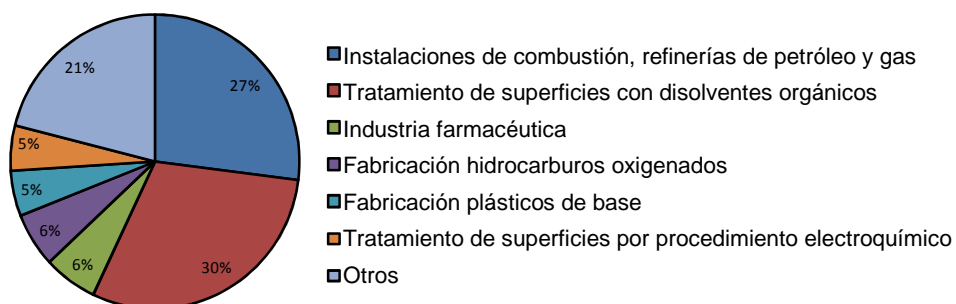 21%
27%
5%
5%
6%
6%
30%
Instalaciones de combustión, refinerías de petróleo y gas
Tratamiento de superficies con disolventes orgánicos
Industria farmacéutica
Fabricación hidrocarburos oxigenados
Fabricación plásticos de base
Tratamiento de superficies por procedimiento electroquímico
Otros